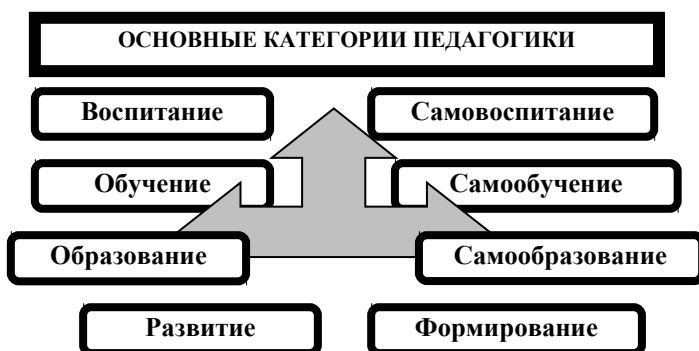 ОСНОВНЫЕ КАТЕГОРИИ ПЕДАГОГИКИ
Воспитание
Самовоспитание
Обучение
Самообучение
Образование
Самообразование
Развитие
Формирование